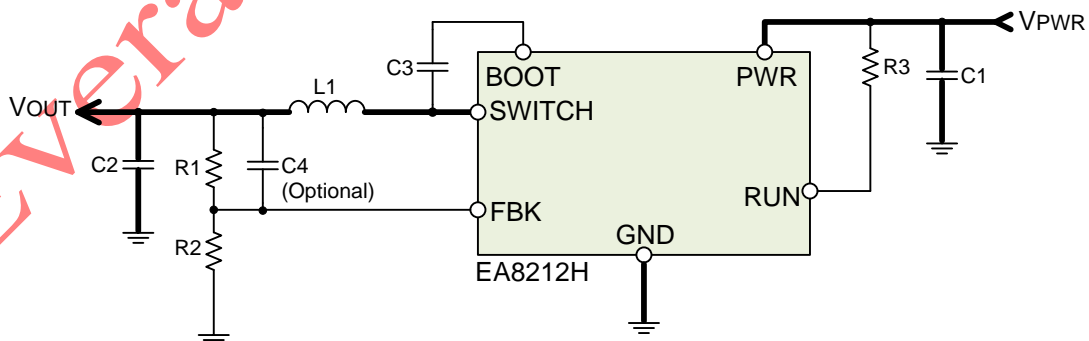 VPWR
C3
BOOT
PWR
R3
C1
L1
VOUT
SWITCH
C2
R1
C4
(Optional)
RUN
FBK
R2
GND
EA8212H